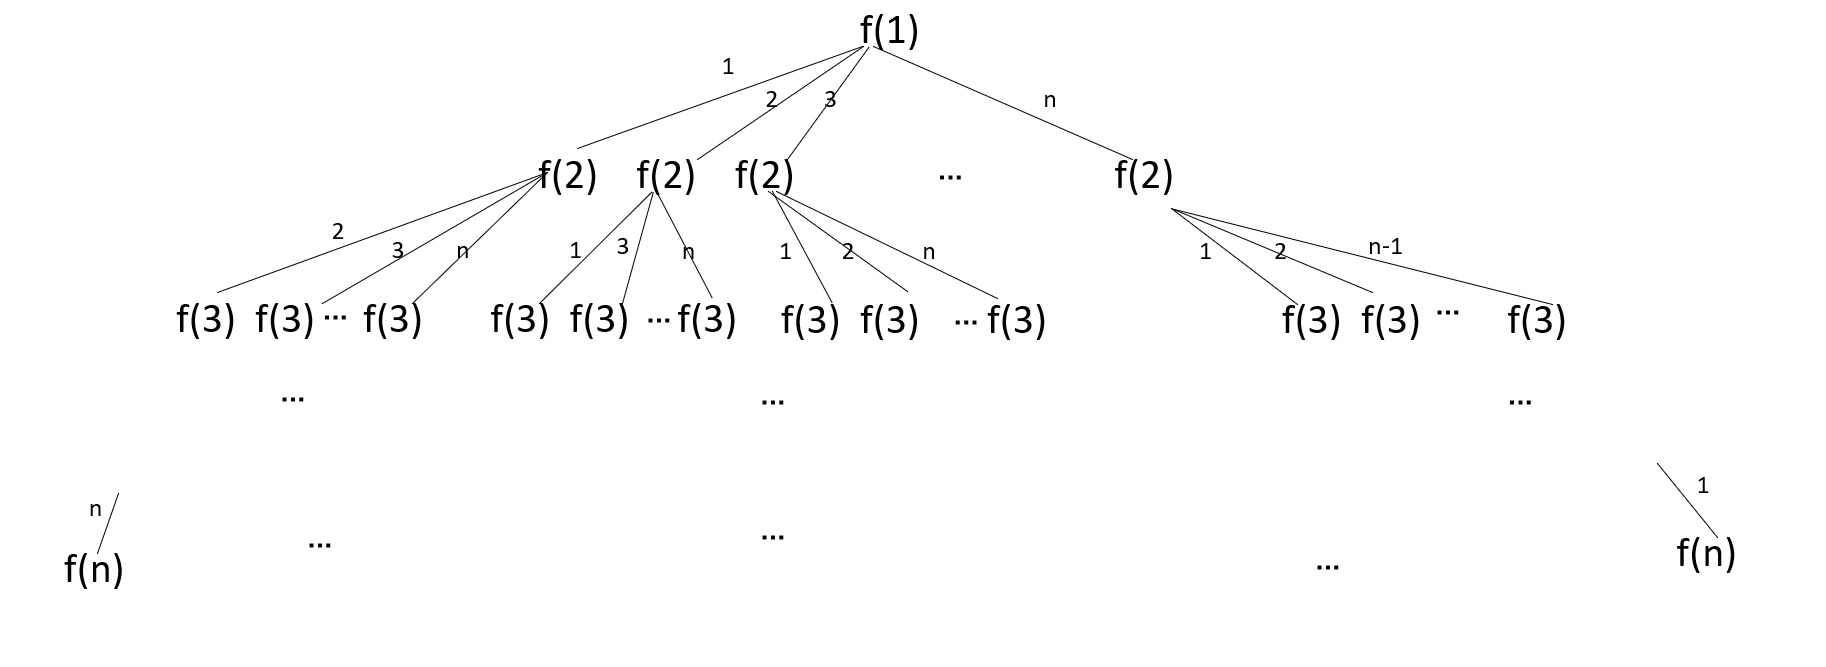 f(1)
1
2 3 n
f(2) f(2) f(2) ... f(2)
2 3 n 1 3 n 1 2 n 1 2 n-1
f(3) f(3) ... f(3) f(3) f(3) ... f(3) f(3) f(3) ... f(3) f(3) f(3) ... f(3)
... ... ...
n 1
f(n) ... ... ... f(n)